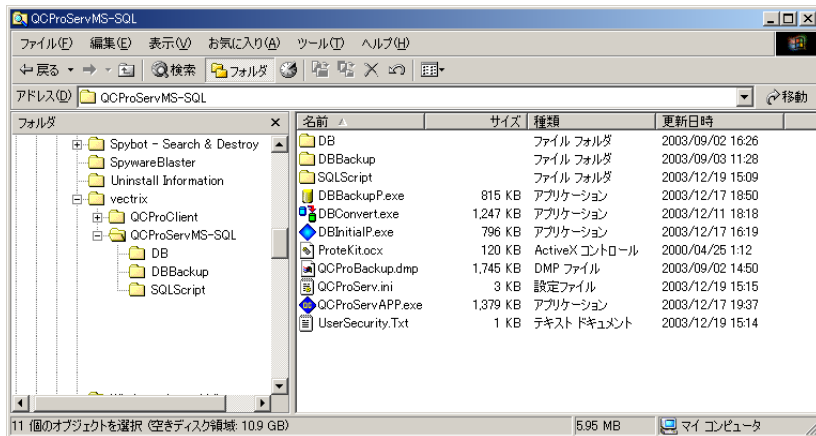 QCProServMS-SQL
ファイル(F) 編集(E) 表示(V) お気に入り(A) ツール(T) ヘルプ(H)
戻る 検索 フォルダ
アドレス(D) QCProServMS-SQL 移動
フォルダ
Spybot - Search & Destroy
SpywareBlaster
Uninstall Information
vectrix
QCProClient
QCProServMS-SQL
DB
DBBackup
SQLScript
名前 サイズ 種類 更新日時
DB ファイル フォルダ 2003/09/02 16:26
DBBackup ファイル フォルダ 2003/09/03 11:28
SQLScript ファイル フォルダ 2003/12/19 15:09
DBBackupP.exe 815 KB アプリケーション 2003/12/17 18:50
DBConvert.exe 1,247 KB アプリケーション 2003/12/11 18:18
DBInitialP.exe 796 KB アプリケーション 2003/12/17 16:19
ProteKit.ocx 120 KB ActiveX コントロール 2000/04/25 1:12
QCProBackup.dmp 1,745 KB DMP ファイル 2003/09/02 14:50
QCProServ.ini 3 KB 設定ファイル 2003/12/19 15:15
QCProServAPP.exe 1,379 KB アプリケーション 2003/12/17 19:37
UserSecurity.Txt 1 KB テキスト ドキュメント 2003/12/19 15:14
11 個のオブジェクトを選択 (空きディスク領域: 10.9 GB) 5.95 MB マイ コンピュータ